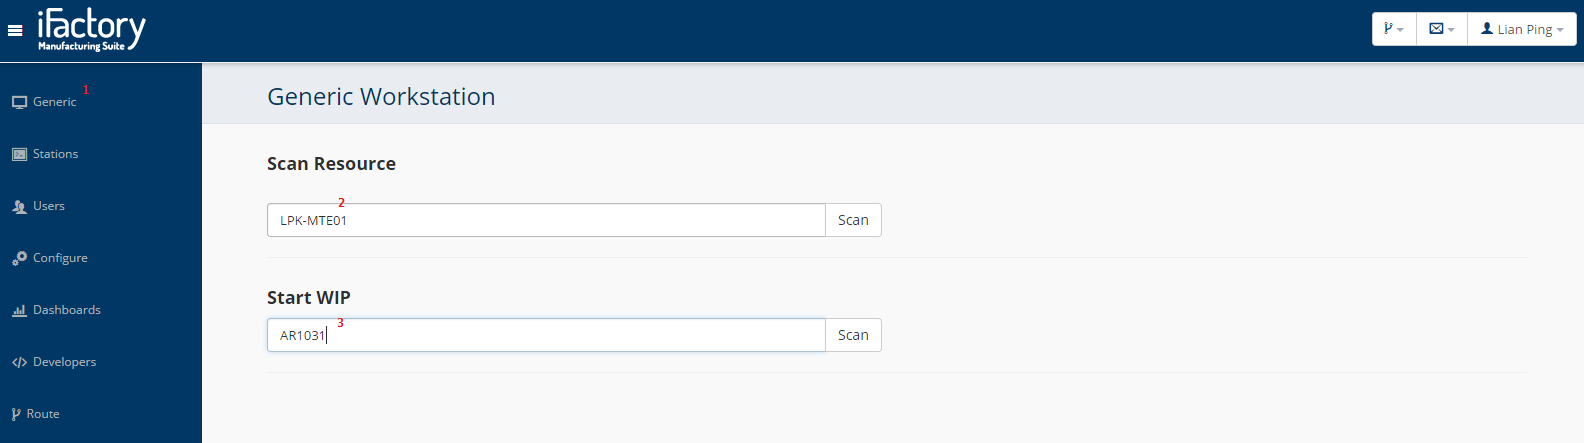 iFactory
Manufacturing Suite
Lian Ping
Generic 1
Stations
Users
Configure
Dashboards
Developers
Route
Generic Workstation
Scan Resource
2
LPK-MTE01 Scan
Start WIP
3
AR1031 Scan